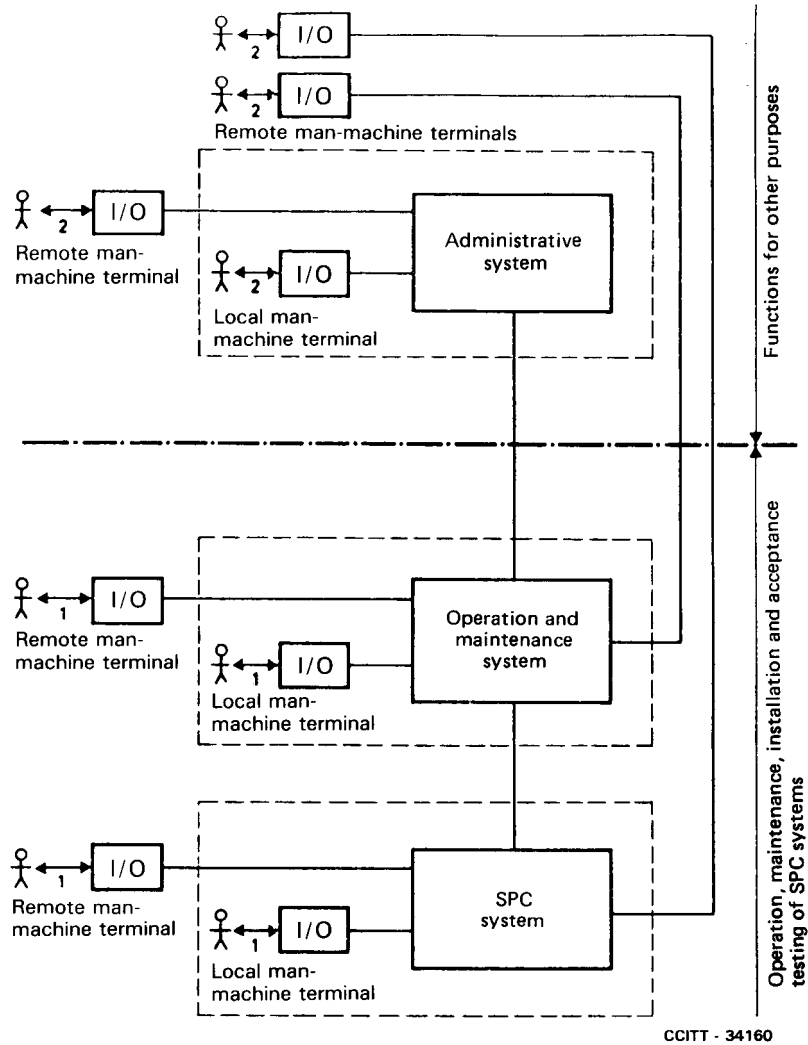 I/O
2
I/O
2
Remote man-machine terminals
I/O
2
Remote man-
machine terminal
Administrative
system
I/O
2
Local man-
machine terminal
Functions for other purposes
I/O
1
Remote man-
machine terminal
Operation and
maintenance
system
I/O
1
Local man-
machine terminal
I/O
1
Remote man-
machine terminal
SPC
system
I/O
1
Local man-
machine terminal
Operation, maintenance, installation and acceptance
testing of SPC systems
CCITT - 34160